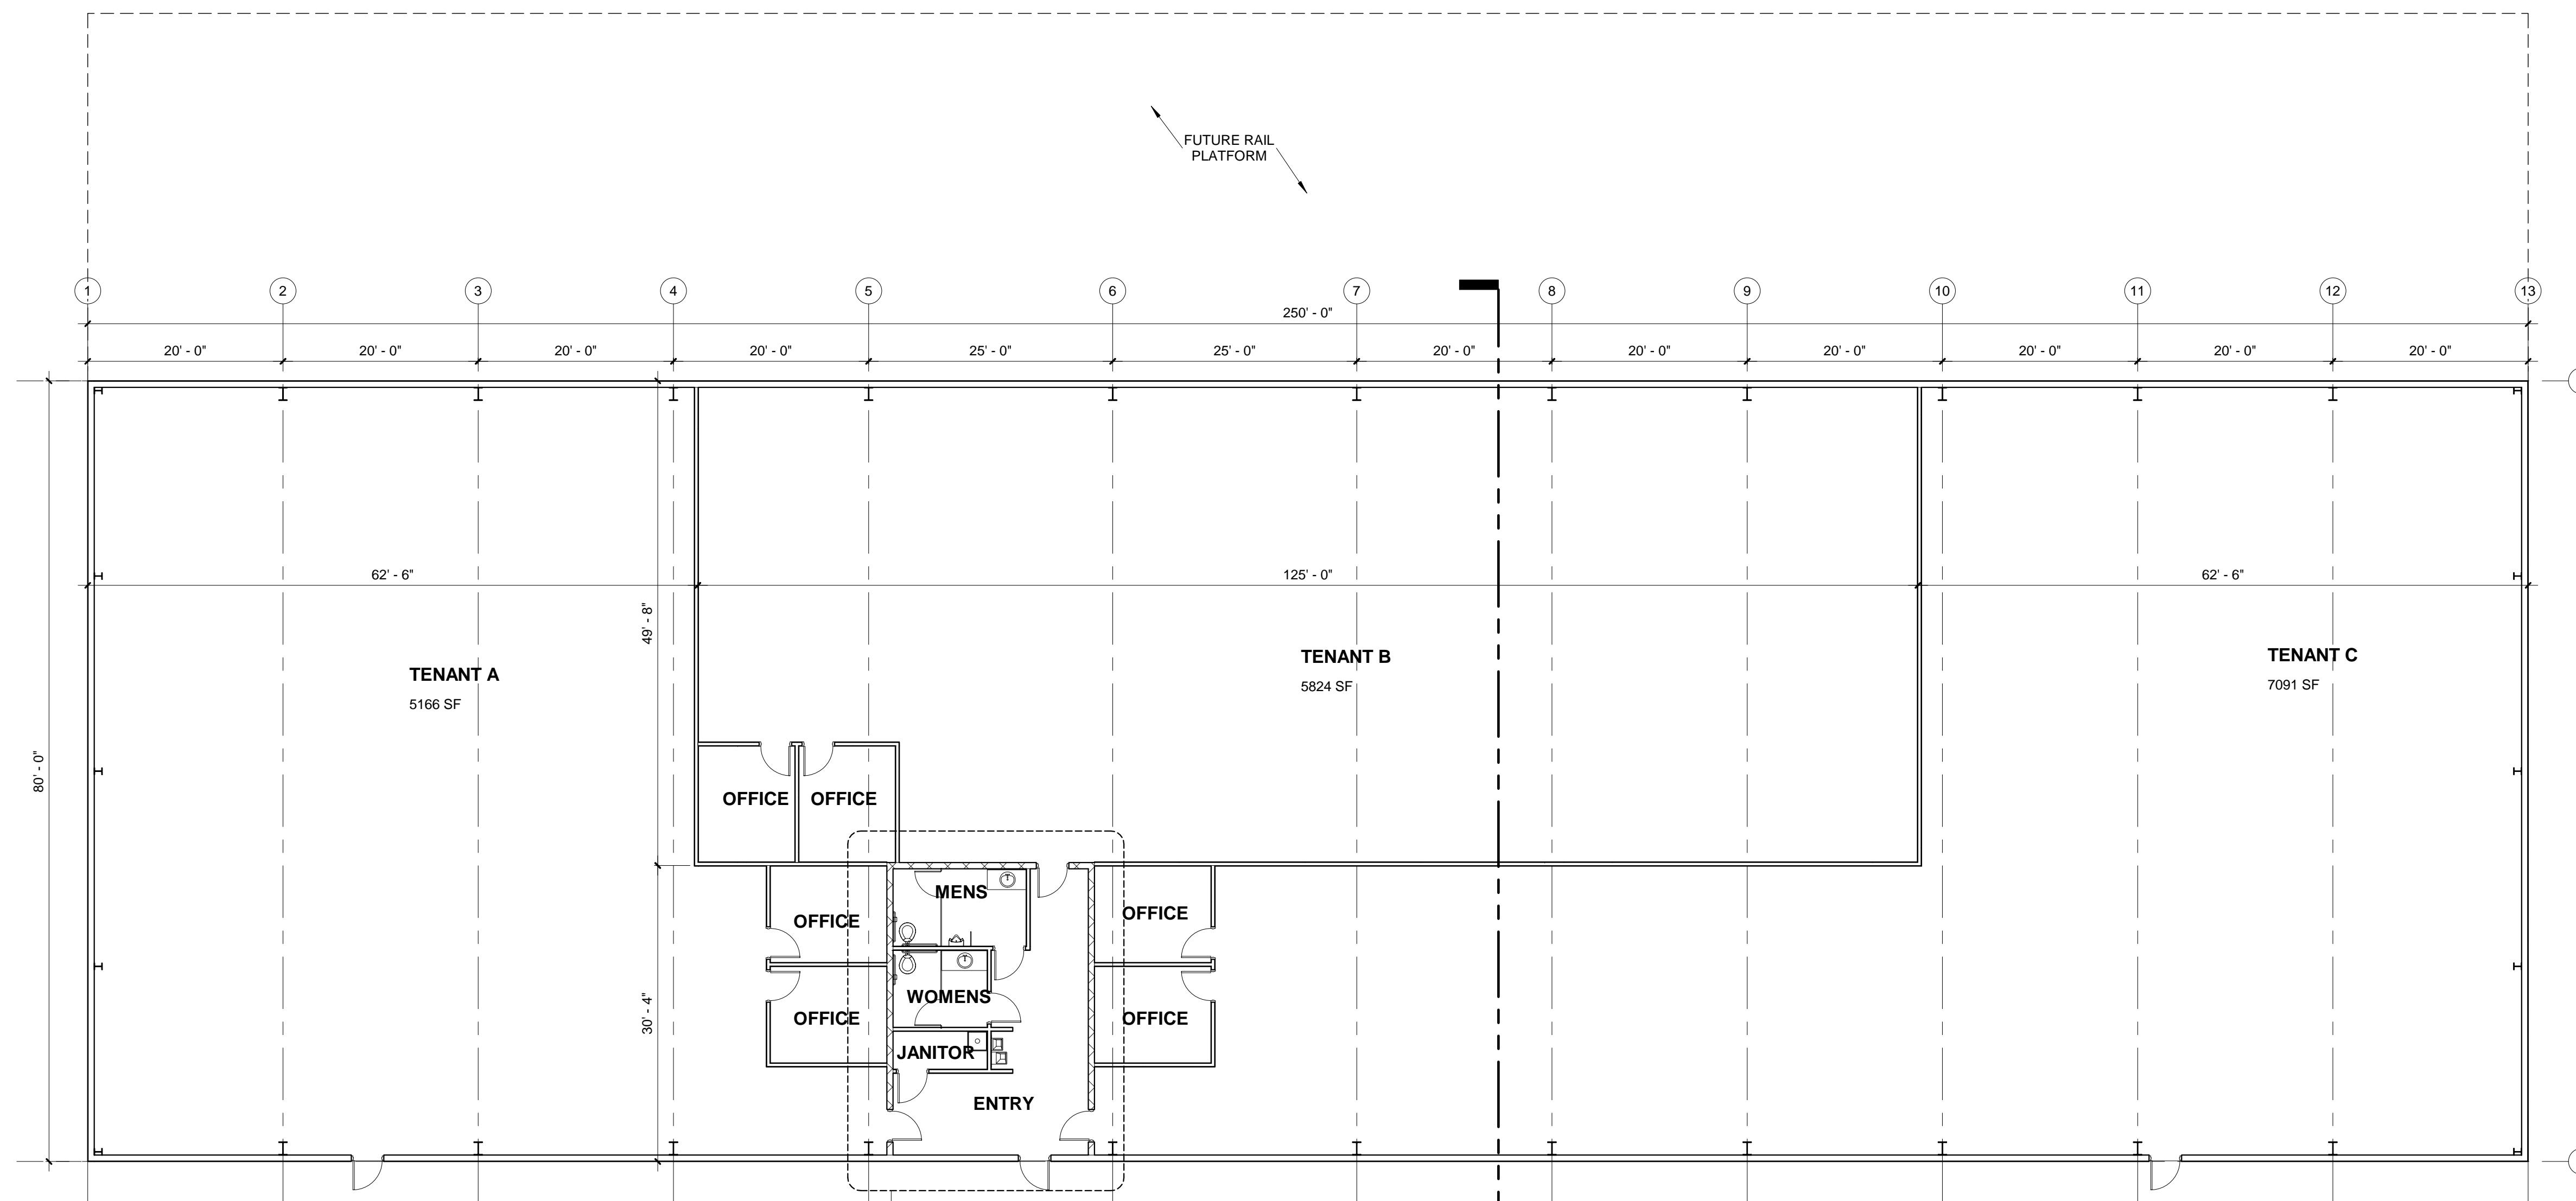 FUTURE RAIL
PLATFORM
1 2 3 4 5 6 7 8 9 10 11 12 13
250' - 0"
20' - 0" 20' - 0" 20' - 0" 20' - 0" 25' - 0" 25' - 0" 20' - 0" 20' - 0" 20' - 0" 20' - 0" 20' - 0" 20' - 0"
62' - 6" 125' - 0" 62' - 6"
49' - 8"
80' - 0"
30' - 4"
TENANT A
5166 SF
TENANT B
5824 SF
TENANT C
7091 SF
OFFICE OFFICE
MENS
OFFICE OFFICE
WOMENS
OFFICE OFFICE
JANITOR
ENTRY